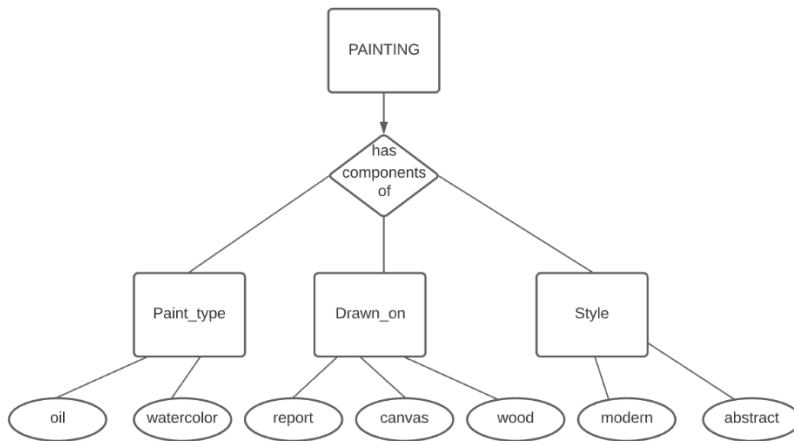 PAINTING
has
components
of
Paint_type
Drawn_on
Style
oil
watercolor
report
canvas
wood
modern
abstract